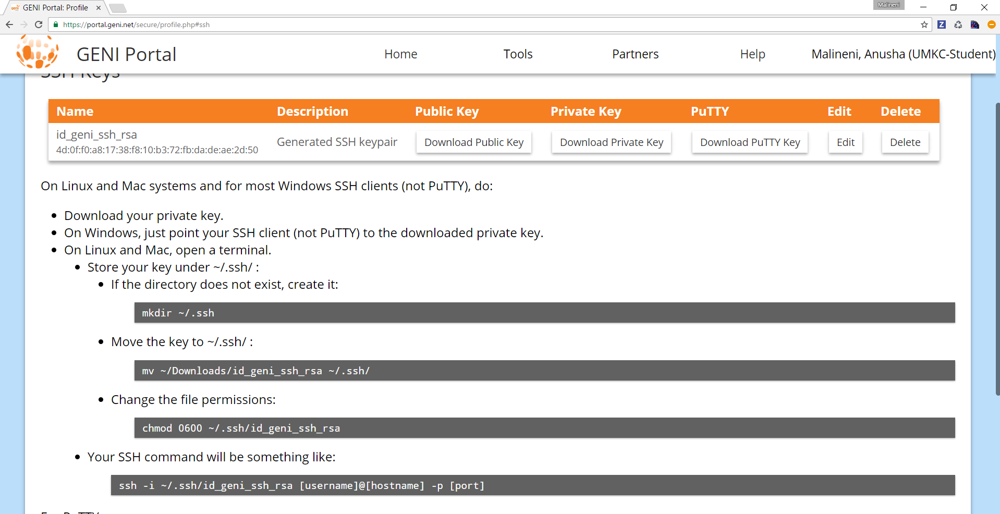 GENI Portal: Profile
Malineni
https://portal.geni.net/secure/profile.php#ssh
GENI Portal
Home
Tools
Partners
Help
Malineni, Anusha (UMKC-Student)
SSH Keys
Name Description Public Key Private Key PuTTY Edit Delete
id_geni_ssh_rsa
4d:0f:f0:a8:17:38:f8:10:b3:72:fb:da:de:ae:2d:50
Generated SSH keypair
Download Public Key
Download Private Key
Download PuTTY Key
Edit
Delete
On Linux and Mac systems and for most Windows SSH clients (not PuTTY), do:
Download your private key.
On Windows, just point your SSH client (not PuTTY) to the downloaded private key.
On Linux and Mac, open a terminal.
Store your key under ~/.ssh/ :
If the directory does not exist, create it:
mkdir ~/.ssh
Move the key to ~/.ssh/ :
mv ~/Downloads/id_geni_ssh_rsa ~/.ssh/
Change the file permissions:
chmod 0600 ~/.ssh/id_geni_ssh_rsa
Your SSH command will be something like:
ssh -i ~/.ssh/id_geni_ssh_rsa [username]@[hostname] -p [port]
For PuTTY